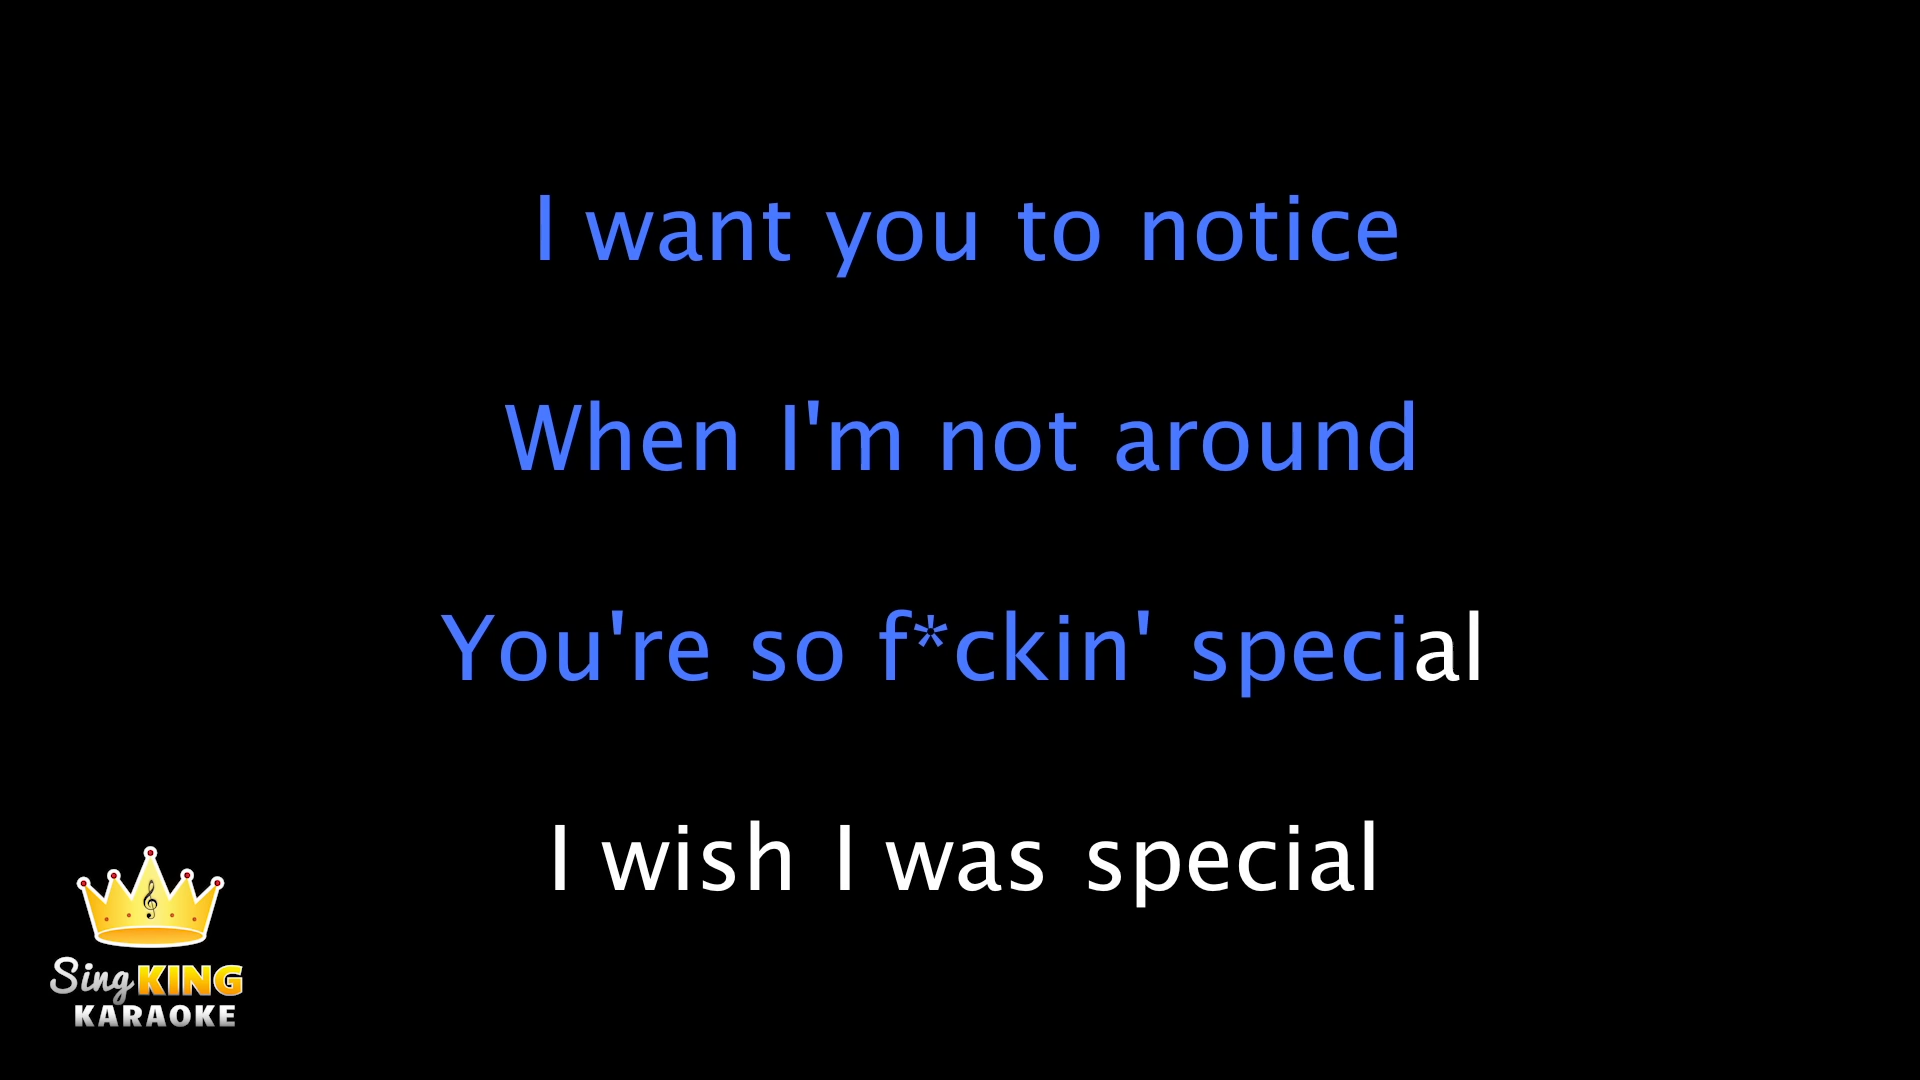 I want you to notice
When I'm not around
You're so f*ckin' special
I wish I was special
Sing KING
KARAOKE